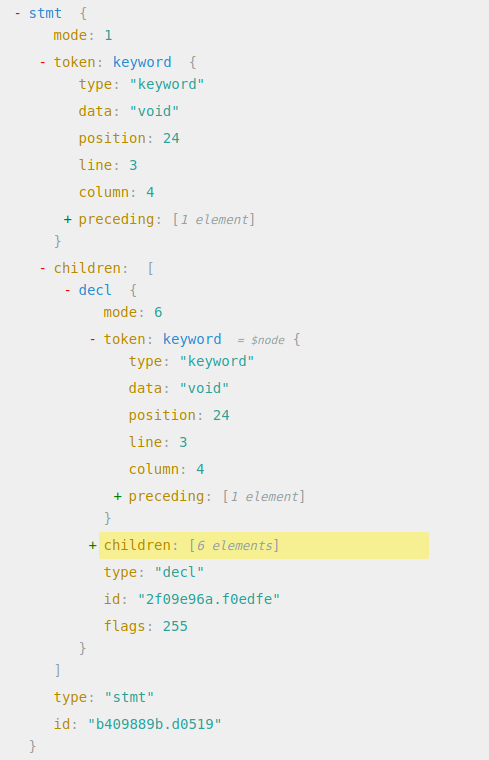 - stmt {
mode: 1
- token: keyword {
type: "keyword"
data: "void"
position: 24
line: 3
column: 4
+ preceding: [1 element]
}
- children: [
- decl {
mode: 6
- token: keyword = $node {
type: "keyword"
data: "void"
position: 24
line: 3
column: 4
+ preceding: [1 element]
}
+ children: [6 elements]
type: "decl"
id: "2f09e96a.f0edfe"
flags: 255
}
]
type: "stmt"
id: "b409889b.d0519"
}